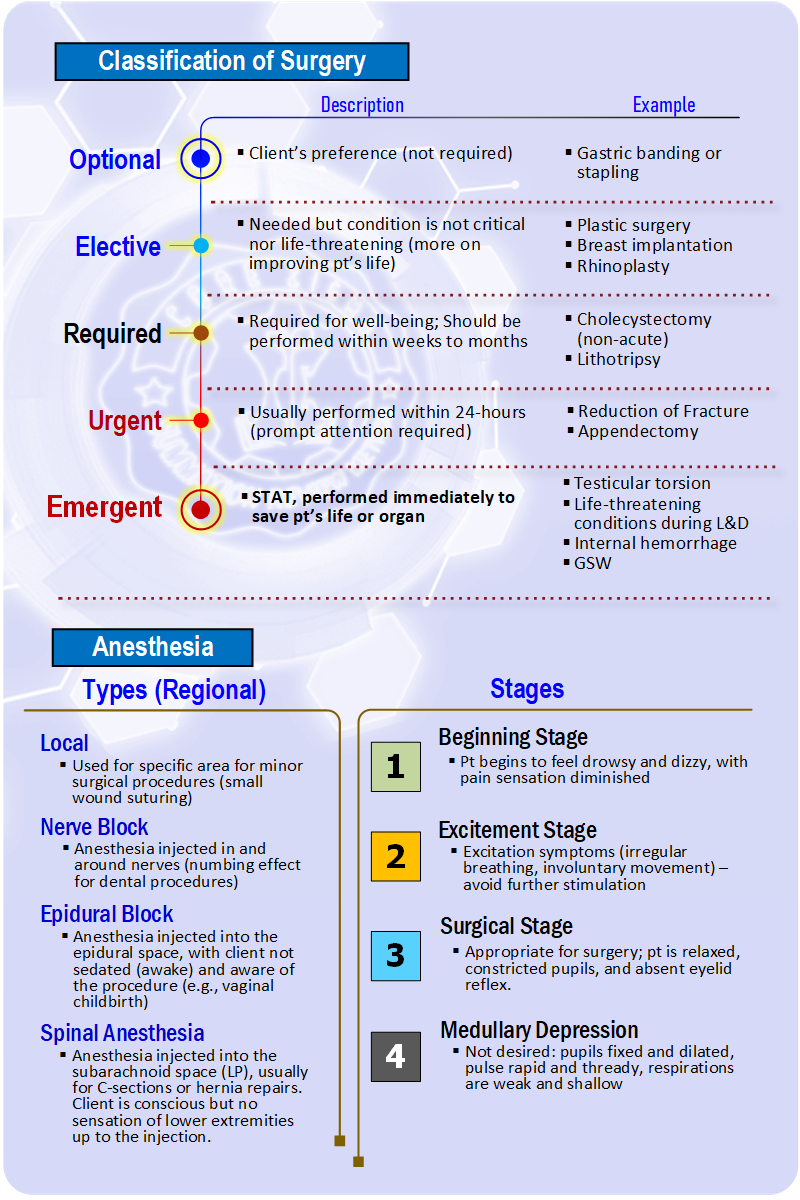 Classification of Surgery
Description
Example
Optional
▪ Client’s preference (not required)
▪ Gastric banding or
stapling
Elective
▪ Needed but condition is not critical
nor life-threatening (more on
improving pt’s life)
▪ Plastic surgery
▪ Breast implantation
▪ Rhinoplasty
Required
▪ Required for well-being; Should be
performed within weeks to months
▪ Cholecystectomy
(non-acute)
▪ Lithotripsy
Urgent
▪ Usually performed within 24-hours
(prompt attention required)
▪ Reduction of Fracture
▪ Appendectomy
Emergent
▪ STAT, performed immediately to
save pt’s life or organ
▪ Testicular torsion
▪ Life-threatening
conditions during L&D
▪ Internal hemorrhage
▪ GSW
Anesthesia
Types (Regional)
Local
▪ Used for specific area for minor
surgical procedures (small
wound suturing)
Nerve Block
▪ Anesthesia injected in and
around nerves (numbing effect
for dental procedures)
Epidural Block
▪ Anesthesia injected into the
epidural space, with client not
sedated (awake) and aware of
the procedure (e.g., vaginal
childbirth)
Spinal Anesthesia
▪ Anesthesia injected into the
subarachnoid space (LP), usually
for C-sections or hernia repairs.
Client is conscious but no
sensation of lower extremities
up to the injection.
Stages
1
Beginning Stage
▪ Pt begins to feel drowsy and dizzy, with
pain sensation diminished
2
Excitement Stage
▪ Excitation symptoms (irregular
breathing, involuntary movement) –
avoid further stimulation
3
Surgical Stage
▪ Appropriate for surgery; pt is relaxed,
constricted pupils, and absent eyelid
reflex.
4
Medullary Depression
▪ Not desired: pupils fixed and dilated,
pulse rapid and thready, respirations
are weak and shallow